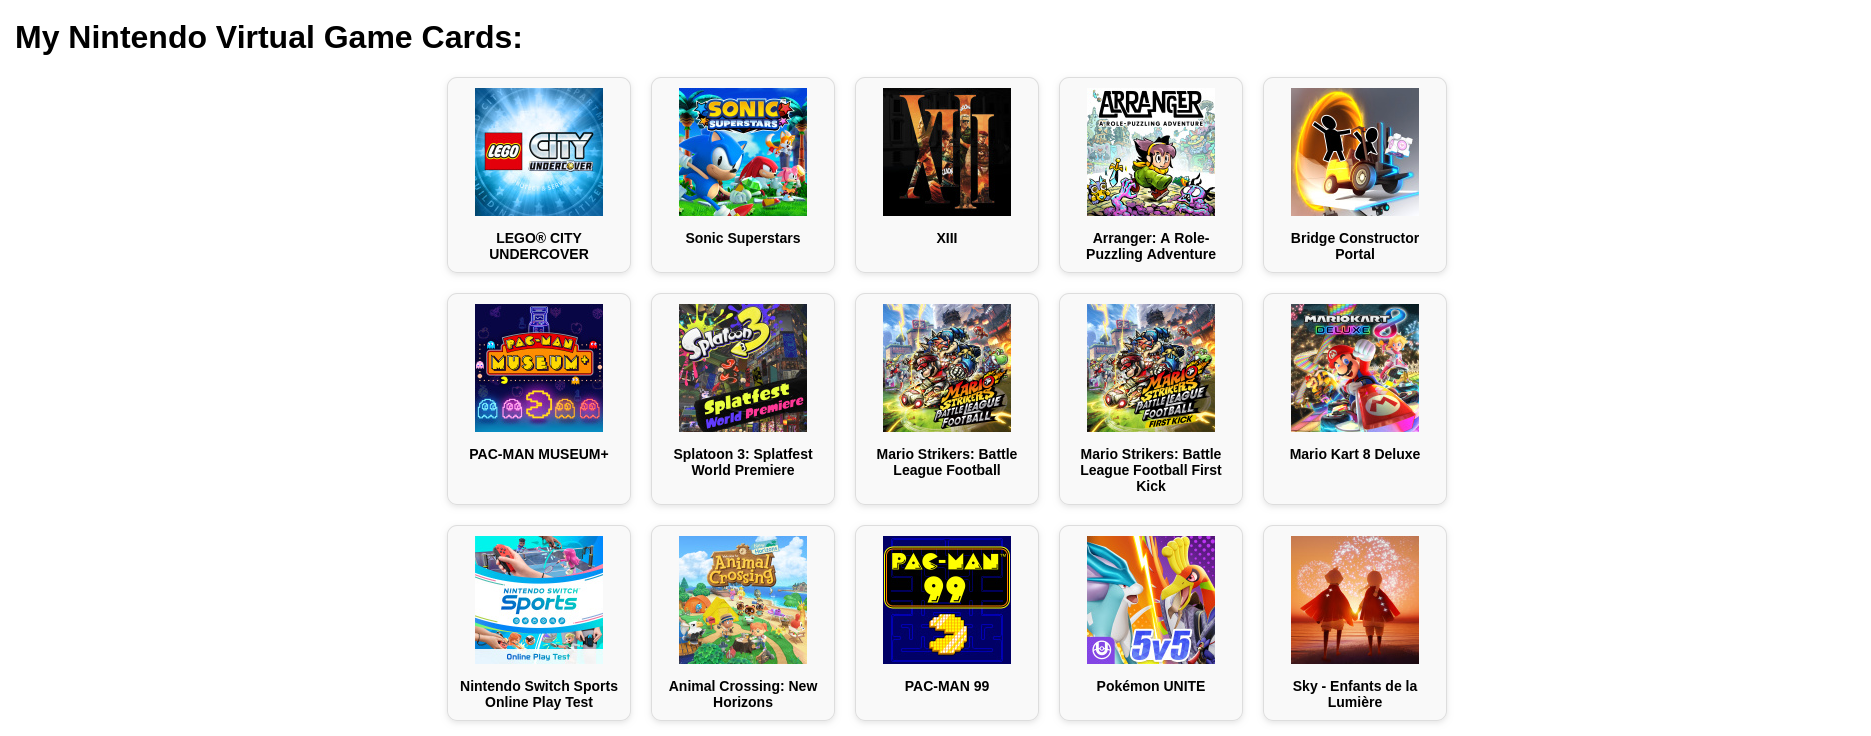 My Nintendo Virtual Game Cards:
LEGO
CITY
UNDERCOVER
LEGO® CITY
UNDERCOVER
SONIC
SUPERSTARS
Sonic Superstars
XIII
XIII
ARRANGER
A ROLE-PUZZLING ADVENTURE
Arranger: A Role-
Puzzling Adventure
Bridge Constructor
Portal
PAC-MAN
MUSEUM+
PAC-MAN MUSEUM+
Splatoon 3
Splatfest
World Premiere
Splatoon 3: Splatfest
World Premiere
MARIO
STRIKERS
BATTLE LEAGUE
FOOTBALL
Mario Strikers: Battle
League Football
MARIO
STRIKERS
BATTLE LEAGUE
FOOTBALL
FIRST KICK
Mario Strikers: Battle
League Football First
Kick
MARIOKART 8
DELUXE
Mario Kart 8 Deluxe
NINTENDO SWITCH
Sports
Online Play Test
Nintendo Switch Sports
Online Play Test
Horizons
Animal
Crossing
Animal Crossing: New
Horizons
PAC-MAN™
99
PAC-MAN 99
5v5
Pokémon UNITE
Sky - Enfants de la
Lumière